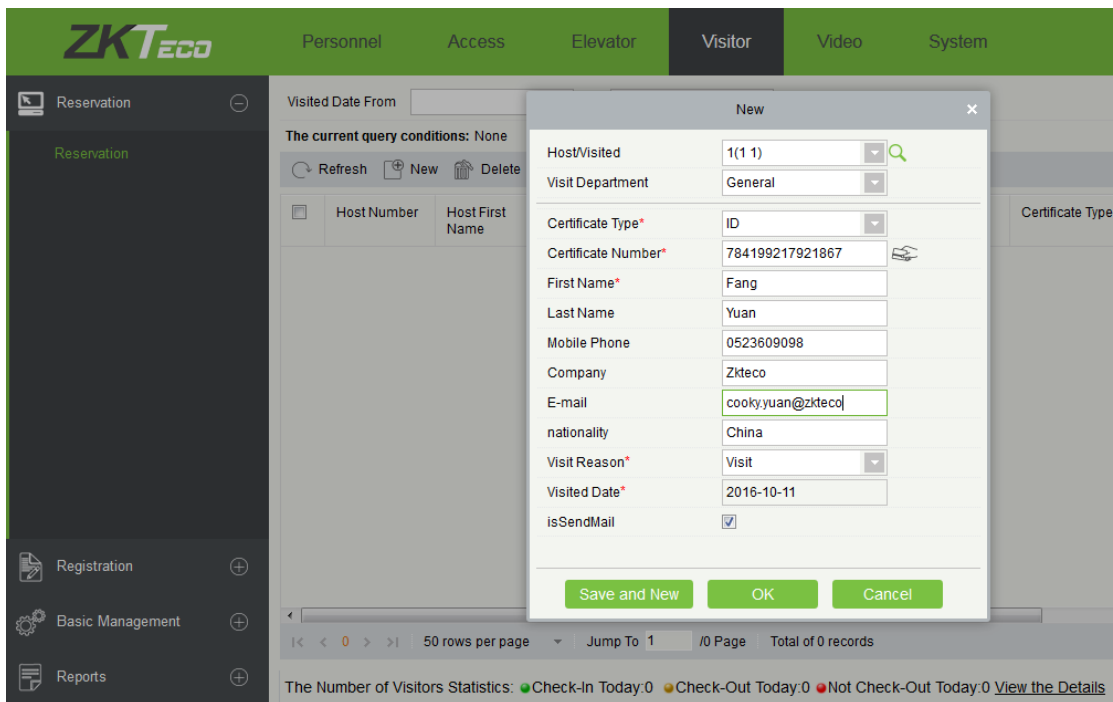 ZKTECO Personnel Access Elevator Visitor Video System
Reservation
Reservation
Registration
Basic Management
Reports
Visited Date From
The current query conditions: None
Refresh New Delete
Host Number Host First Name Certificate Type
New ×
Host/Visited 1(1 1)
Visit Department General
Certificate Type* ID
Certificate Number* 784199217921867
First Name* Fang
Last Name Yuan
Mobile Phone 0523609098
Company Zkteco
E-mail cooky.yuan@zkteco
nationality China
Visit Reason* Visit
Visited Date* 2016-10-11
isSendMail
Save and New OK Cancel
|< < 0 > >| 50 rows per page Jump To 1 /0 Page Total of 0 records
The Number of Visitors Statistics: Check-In Today:0 Check-Out Today:0 Not Check-Out Today:0 View the Details